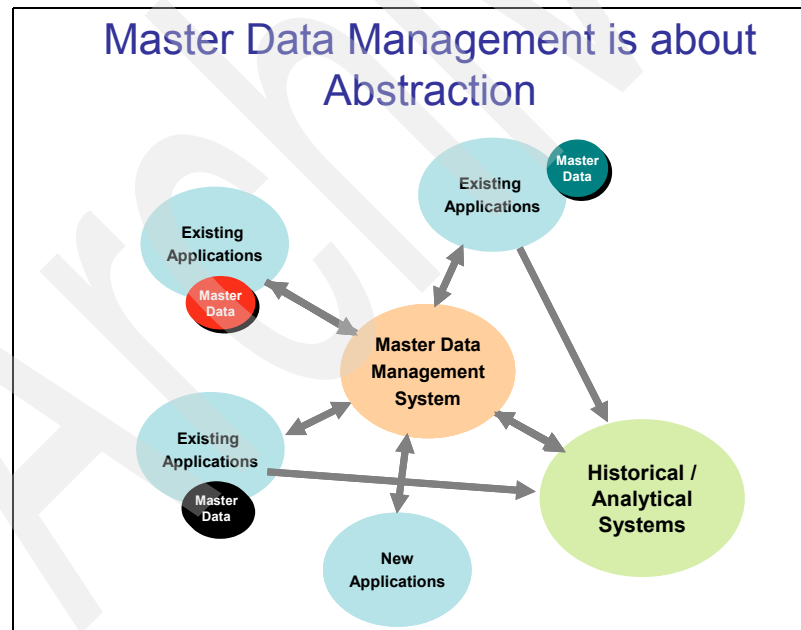 Master Data Management is about
Abstraction
Existing
Applications
Master
Data
Existing
Applications
Master
Data
Master Data
Management
System
Existing
Applications
Master
Data
Historical /
Analytical
Systems
New
Applications